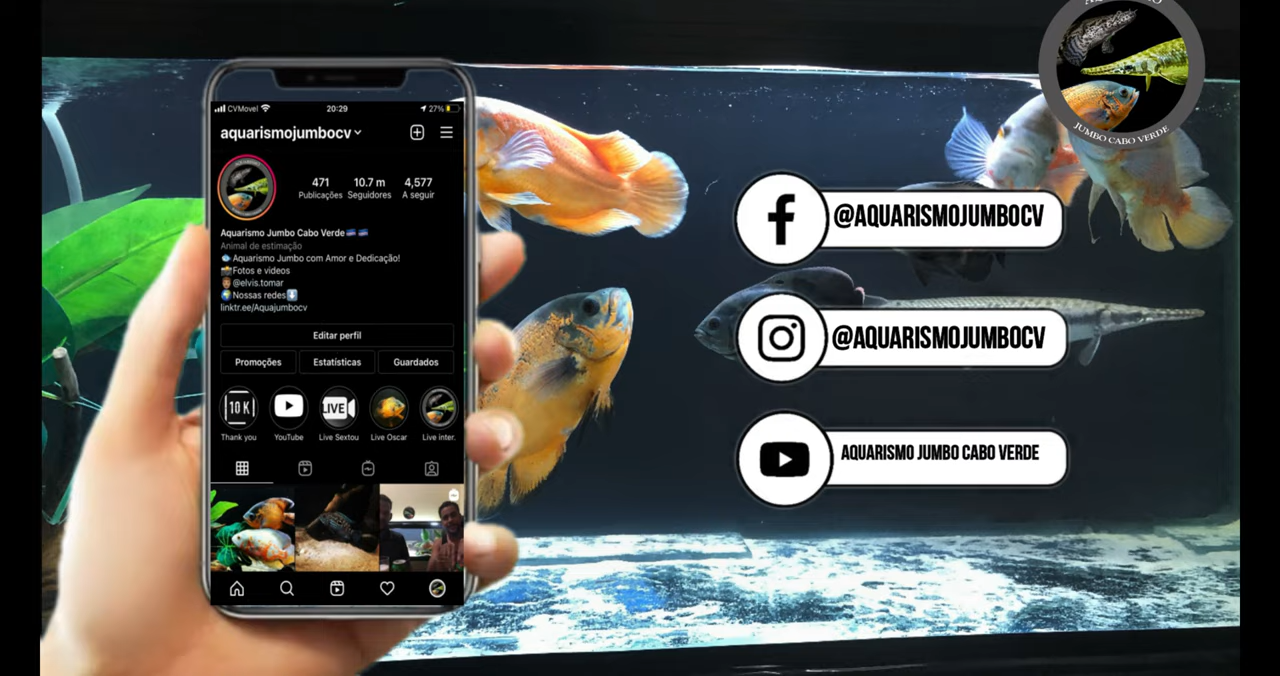 CVMovel
20:29
27%
aquarismojumbocv
471
10.7 m
4,577
Publicações
Seguidores
A seguir
Aquarismo Jumbo Cabo Verde
Animal de estimação
Aquarismo Jumbo com Amor e Dedicação!
Fotos e videos
@elvis.tomar
Nossas redes
linktr.ee/Aquajumbocv
Editar perfil
Promoções
Estatísticas
Guardados
10 K
LIVE
Thank you
YouTube
Live Sextou
Live Oscar
Live inter.
@AQUARISMOJUMBOCV
@AQUARISMOJUMBOCV
AQUARISMO JUMBO CABO VERDE
JUMBO CABO VERDE